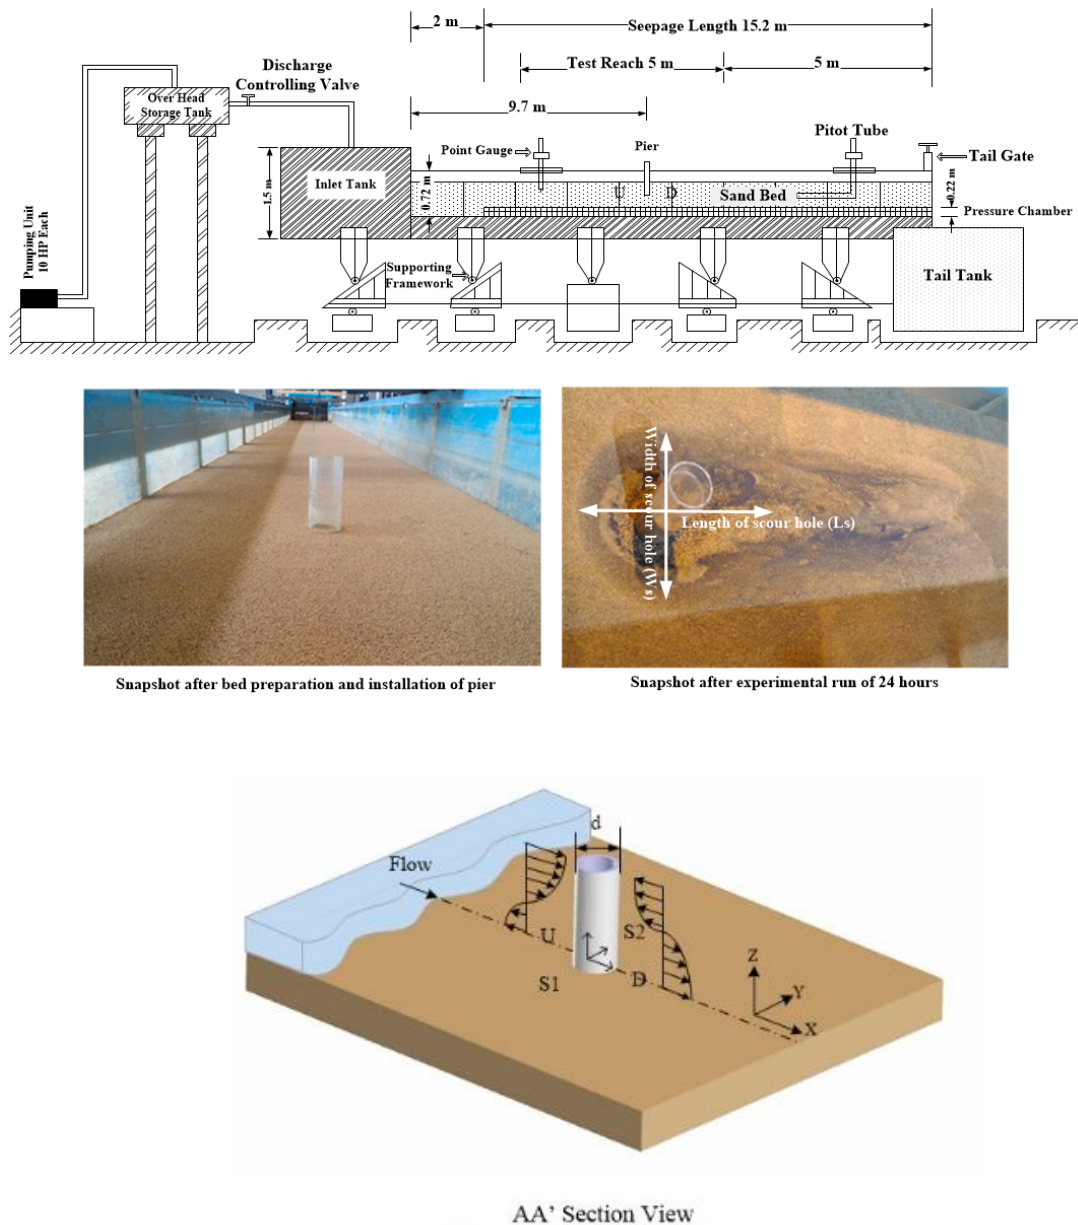 2 m
Seepage Length 15.2 m
Discharge
Controlling Valve
Test Reach 5 m
5 m
Over Head
Storage Tank
9.7 m
Pitot Tube
Point Gauge
Pier
Tail Gate
1.5 m
Inlet Tank
0.72 m
U
D
Sand Bed
0.22 m
Pressure Chamber
Pumping Unit
10 HP Each
Supporting
Framework
Tail Tank
Width of scour hole (Ws)
Length of scour hole (Ls)
Snapshot after bed preparation and installation of pier
Snapshot after experimental run of 24 hours
d
Flow
U
S2
S1
D
Z
Y
X
AA' Section View